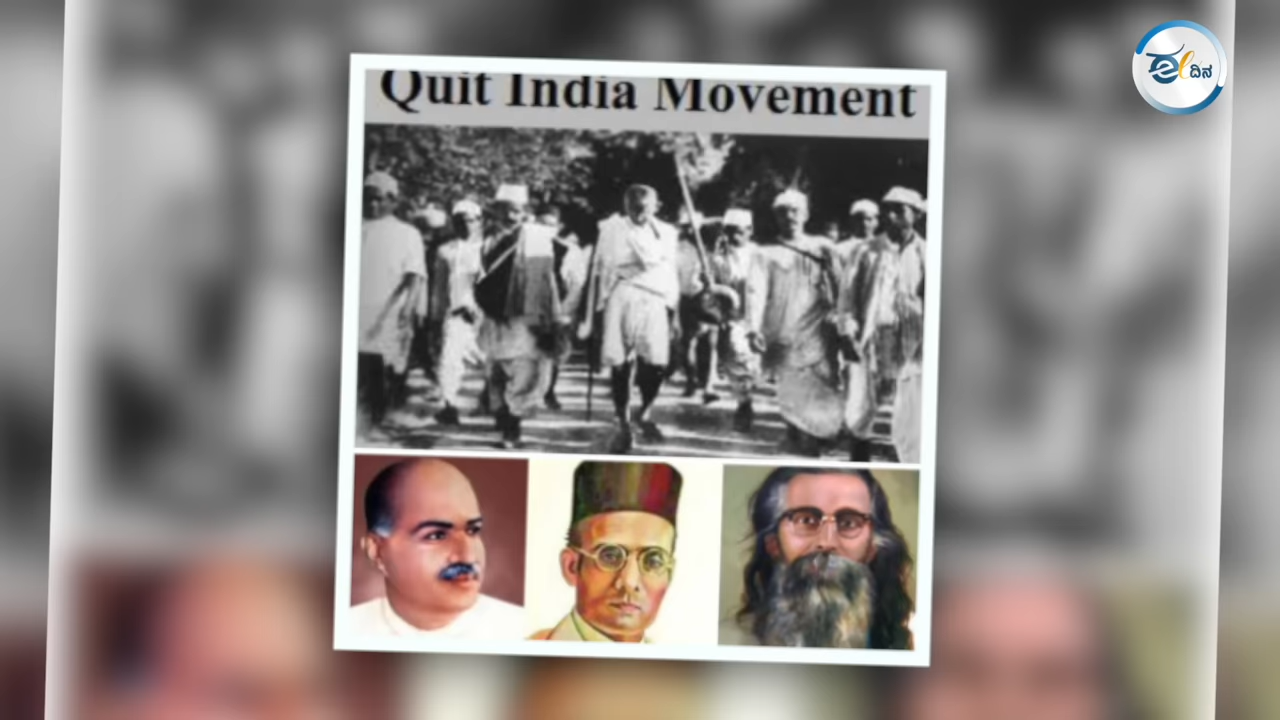 Quit India Movement
ಈ ದಿನ